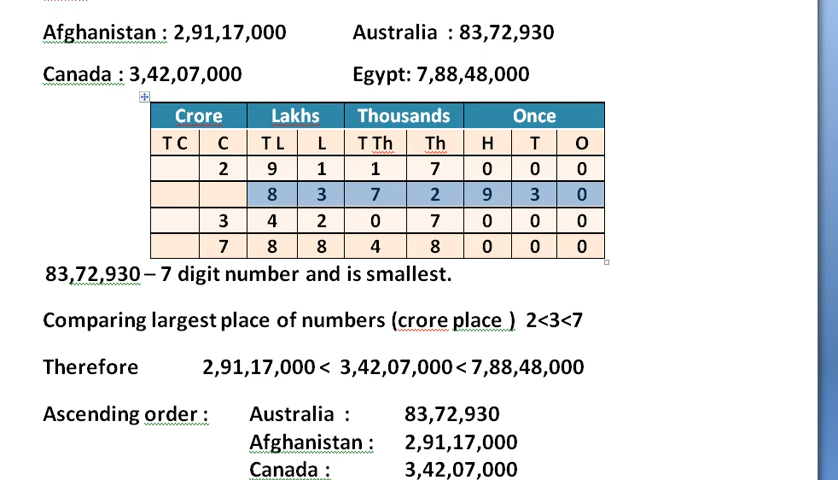 Afghanistan : 2,91,17,000 Australia : 83,72,930
Canada : 3,42,07,000 Egypt: 7,88,48,000
Crore Lakhs Thousands Once
T C C T L L T Th Th H T O
2 9 1 1 7 0 0 0
8 3 7 2 9 3 0
3 4 2 0 7 0 0 0
7 8 8 4 8 0 0 0
83,72,930 – 7 digit number and is smallest.
Comparing largest place of numbers (crore place ) 2<3<7
Therefore 2,91,17,000 < 3,42,07,000 < 7,88,48,000
Ascending order : Australia : 83,72,930
Afghanistan : 2,91,17,000
Canada : 3,42,07,000